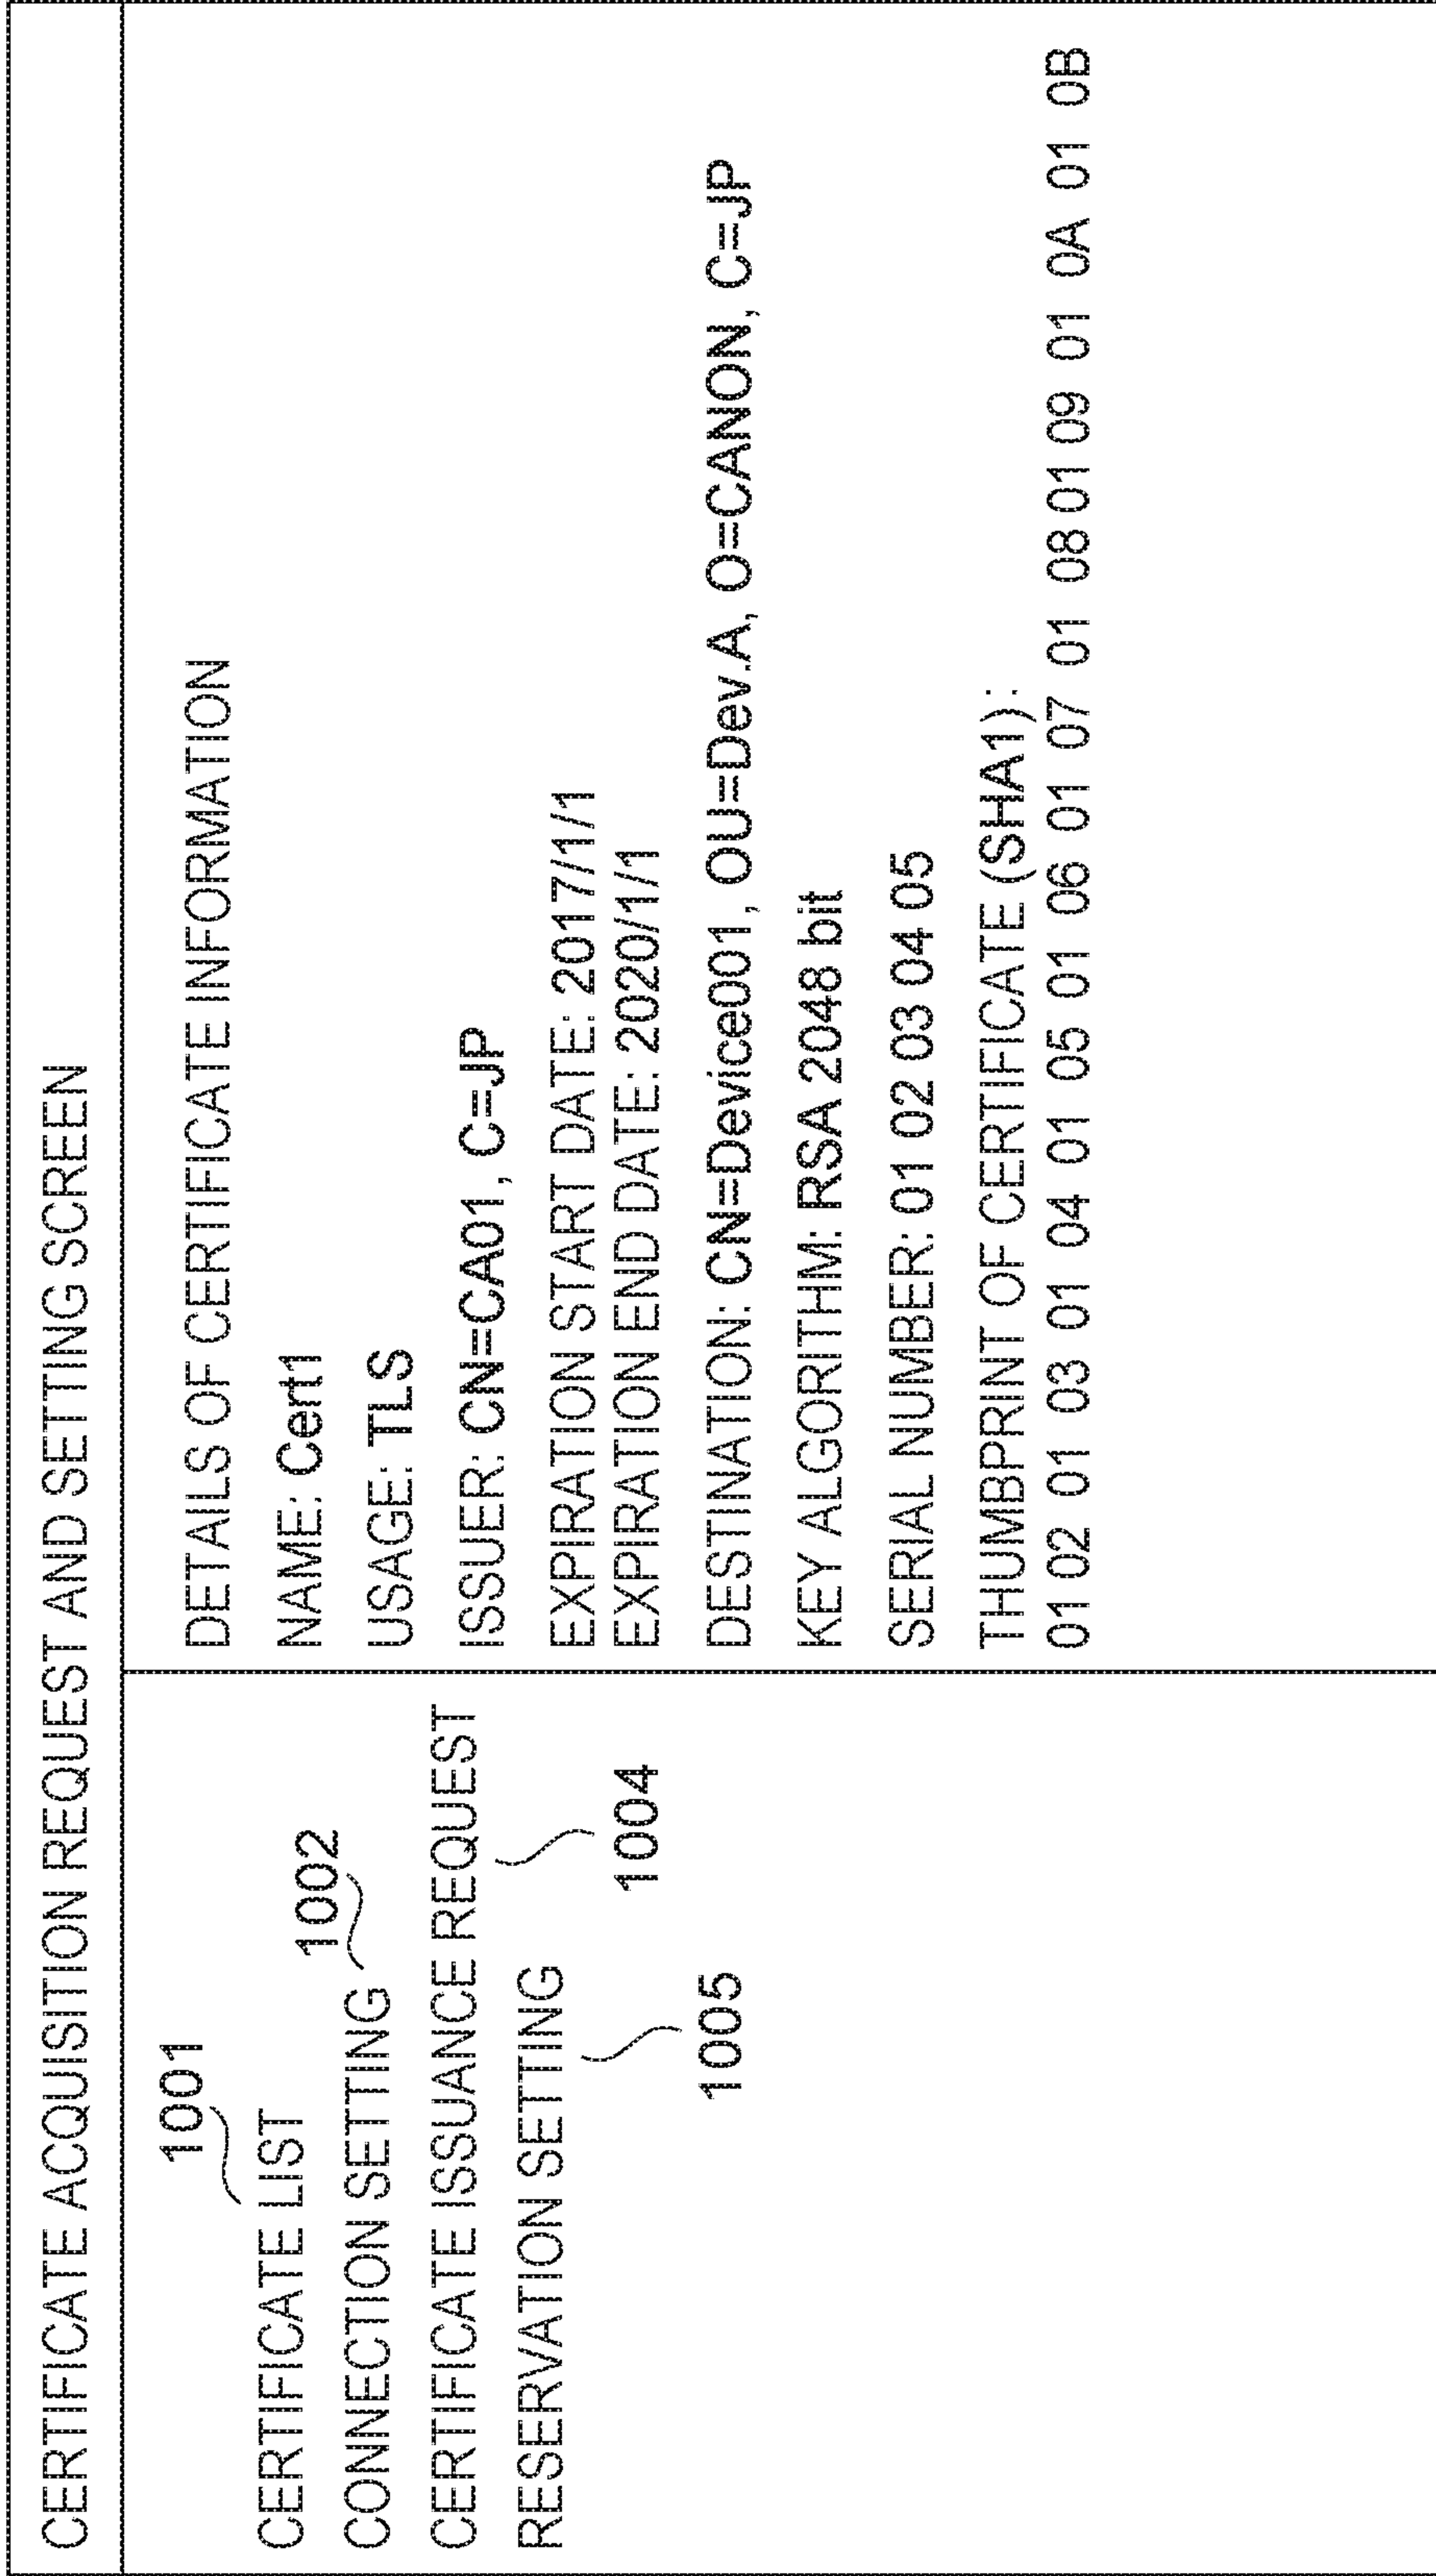 CERTIFICATE ACQUISITION REQUEST AND SETTING SCREEN
1001
CERTIFICATE LIST
1002
CONNECTION SETTING
CERTIFICATE ISSUANCE REQUEST
1004
RESERVATION SETTING
1005
DETAILS OF CERTIFICATE INFORMATION
NAME: Cert1
USAGE: TLS
ISSUER: CN=CA01, C=JP
EXPIRATION START DATE: 2017/1/1
EXPIRATION END DATE: 2020/1/1
DESTINATION: CN=Device001, OU=Dev.A, O=CANON, C=JP
KEY ALGORITHM: RSA 2048 bit
SERIAL NUMBER: 01 02 03 04 05
THUMBPRINT OF CERTIFICATE (SHA1) :
01 02 01 03 01 04 01 05 01 06 01 07 01 08 01 09 01 0A 01 0B